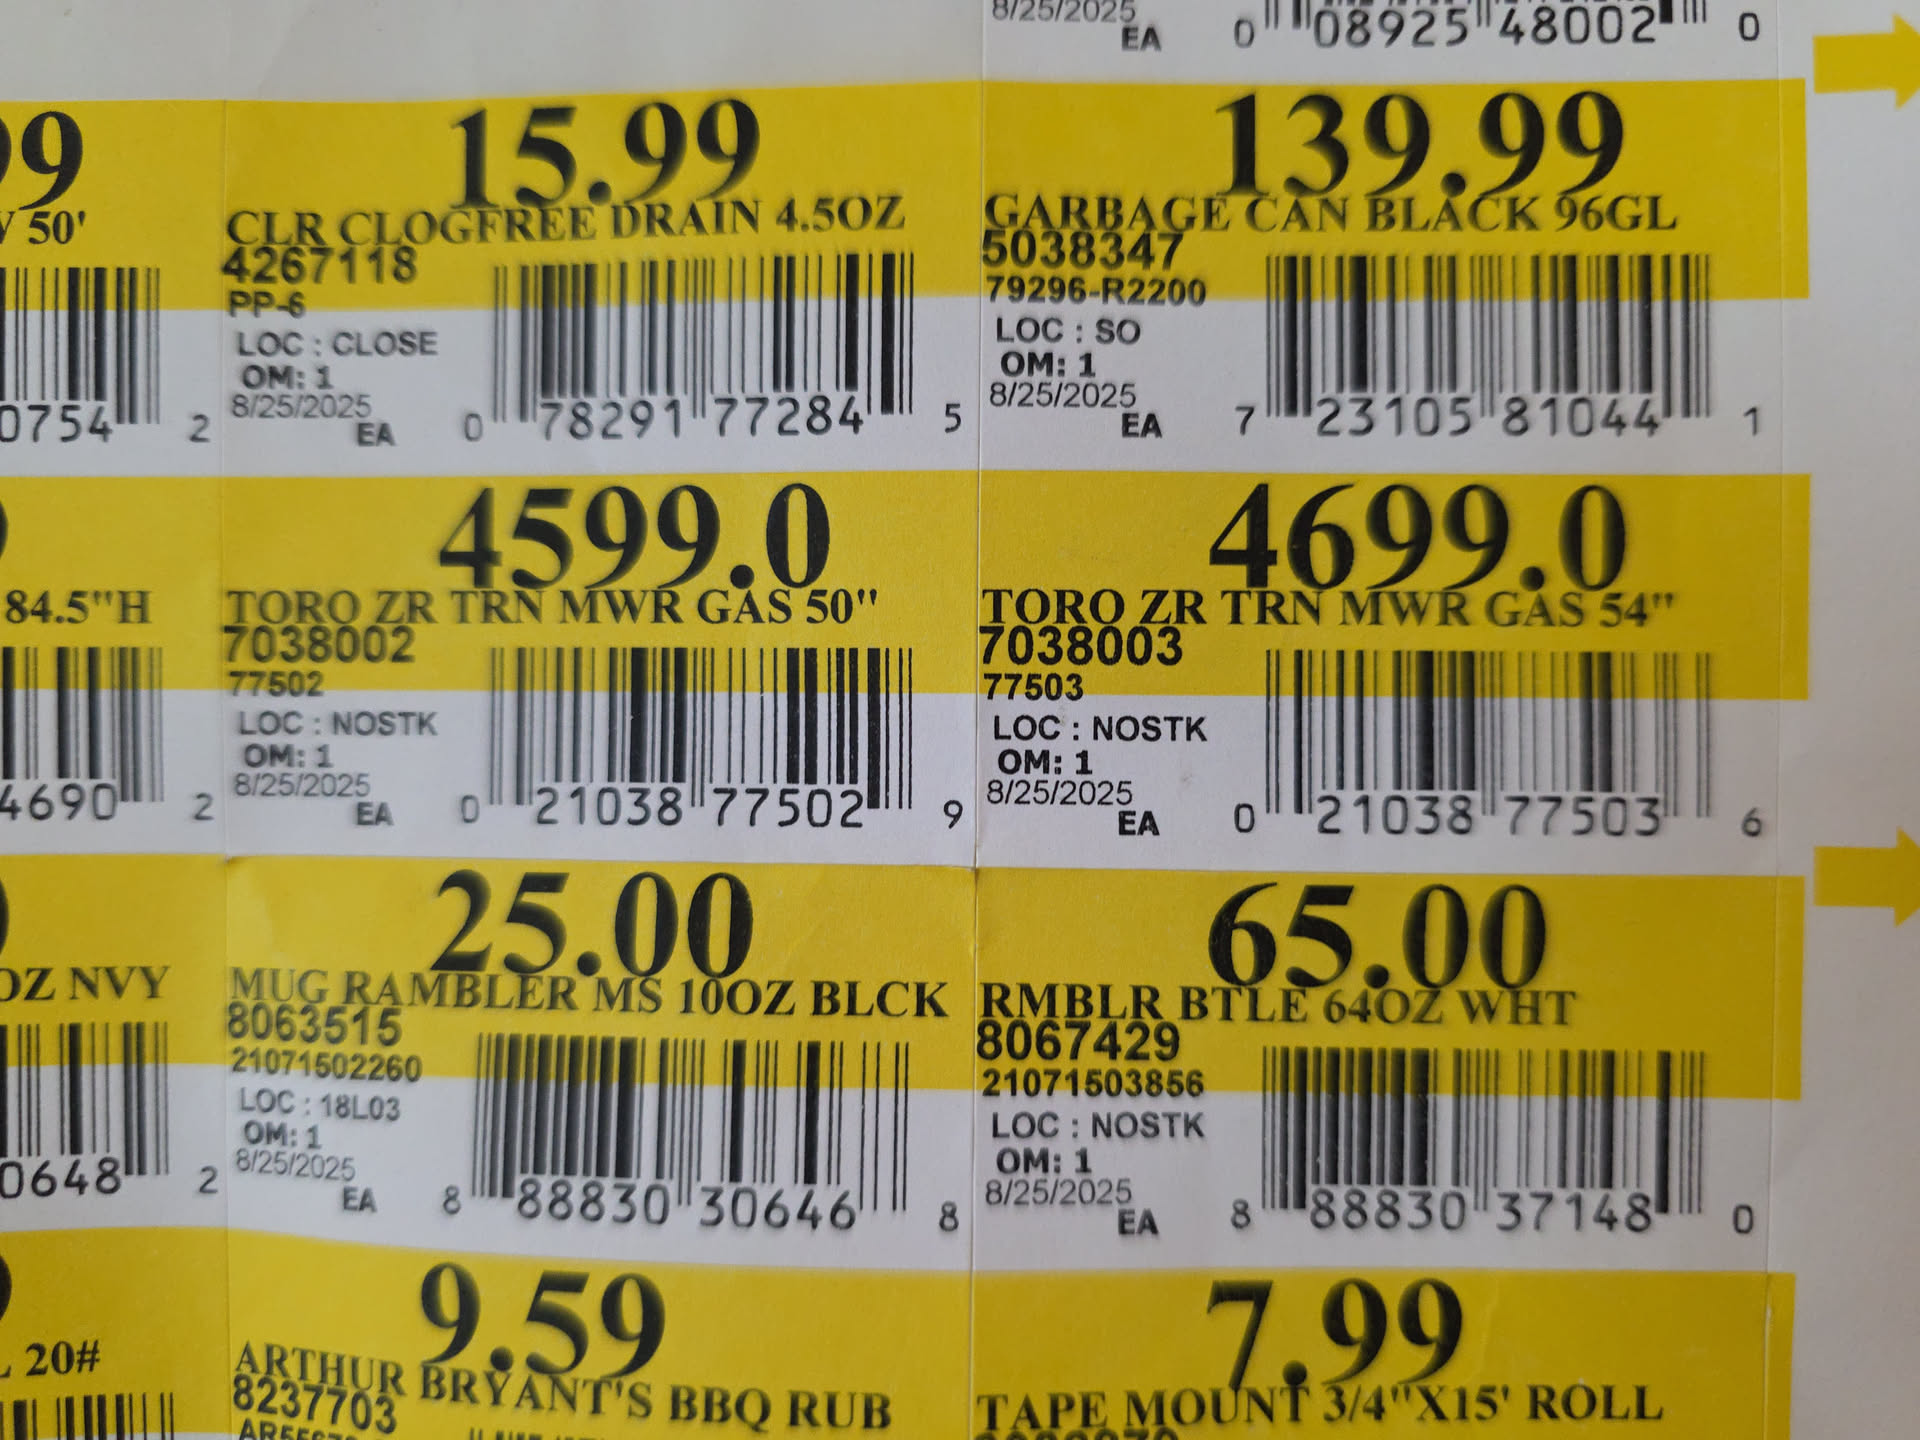 8/25/2025
EA
0 08925 48002 0
99
50'
0754 2
15.99
CLR CLOGFREE DRAIN 4.5OZ
4267118
PP-6
LOC : CLOSE
OM: 1
8/25/2025
EA
0 78291 77284 5
139.99
GARBAGE CAN BLACK 96GL
5038347
79296-R2200
LOC : SO
OM: 1
8/25/2025
EA
7 23105 81044 1
84.5"H
4690 2
4599.0
TORO ZR TRN MWR GAS 50"
7038002
77502
LOC : NOSTK
OM: 1
8/25/2025
EA
0 21038 77502 9
4699.0
TORO ZR TRN MWR GAS 54"
7038003
77503
LOC : NOSTK
OM: 1
8/25/2025
EA
0 21038 77503 6
OZ NVY
0648 2
25.00
MUG RAMBLER MS 10OZ BLCK
8063515
21071502260
LOC : 18L03
OM: 1
8/25/2025
EA
8 88830 30646 8
65.00
RMBLR BTLE 64OZ WHT
8067429
21071503856
LOC : NOSTK
OM: 1
8/25/2025
EA
8 88830 37148 0
20#
9.59
ARTHUR BRYANT'S BBQ RUB
8237703
7.99
TAPE MOUNT 3/4"X15' ROLL